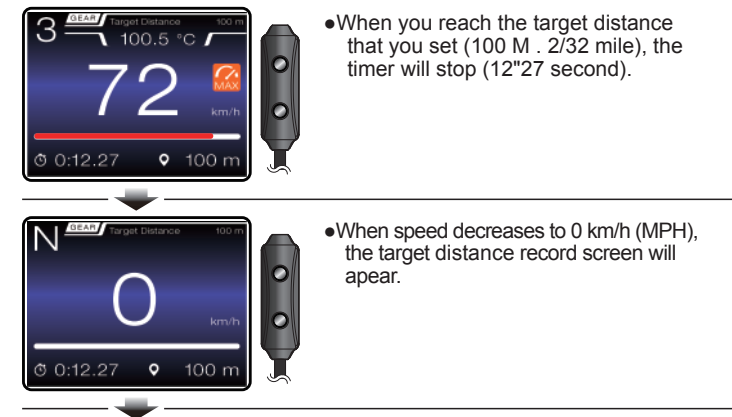 3 GEAR Target Distance 100 m
100.5 °C
72 MAX
km/h
0:12.27 100 m
●When you reach the target distance
that you set (100 M . 2/32 mile), the
timer will stop (12"27 second).
N GEAR Target Distance 100 m
0
km/h
0:12.27 100 m
●When speed decreases to 0 km/h (MPH),
the target distance record screen will
apear.